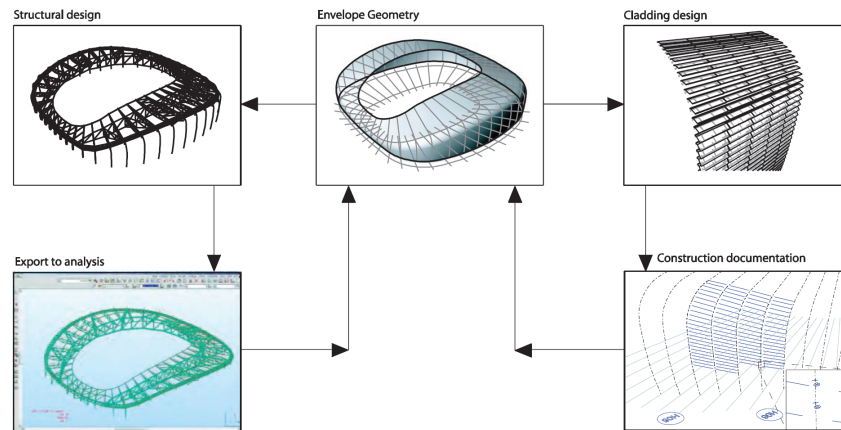 Structural design
Envelope Geometry
Cladding design
Export to analysis
Construction documentation